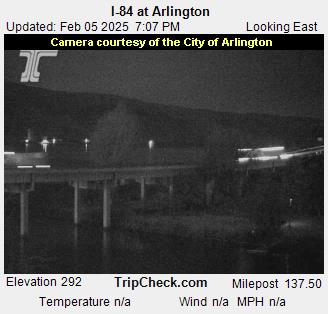 I-84 at Arlington
Updated: Feb 05 2025 7:07 PM Looking East
Camera courtesy of the City of Arlington
Elevation 292 TripCheck.com Milepost 137.50
Temperature n/a Wind n/a MPH n/a